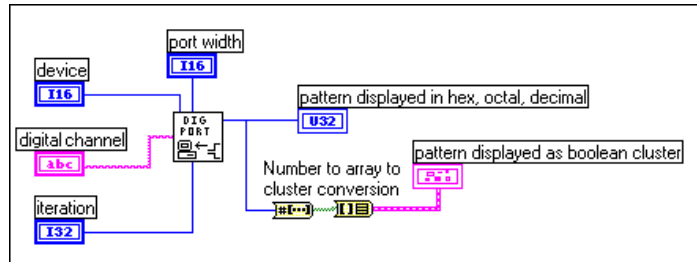 port width
I16
device
I16
pattern displayed in hex, octal, decimal
U32
DIG
PORT
digital channel
abc
pattern displayed as boolean cluster
Number to array to
cluster conversion
#[...]
[ ]
iteration
I32